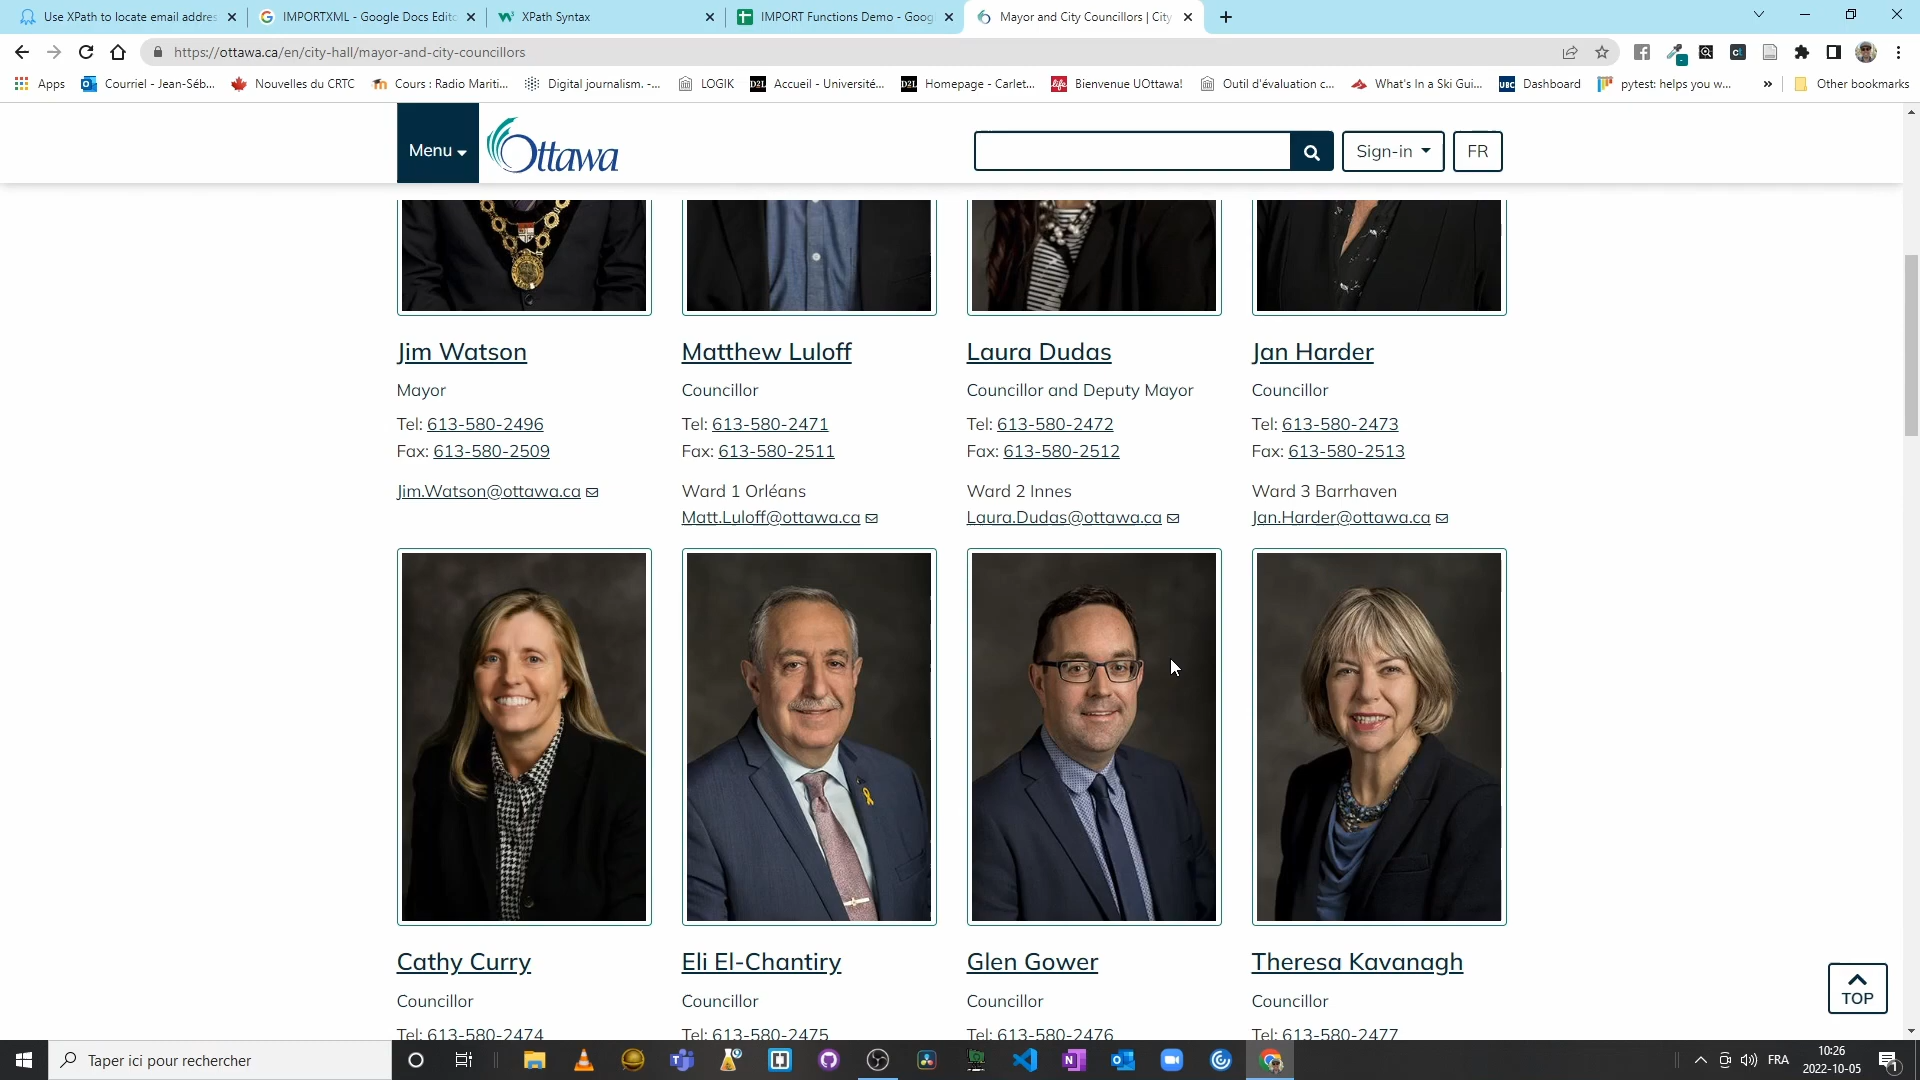 Use XPath to locate email addres
IMPORTXML - Google Docs Edito
XPath Syntax
IMPORT Functions Demo - Goog
Mayor and City Councillors | City
https://ottawa.ca/en/city-hall/mayor-and-city-councillors
Apps
Courriel - Jean-Séb...
Nouvelles du CRTC
Cours : Radio Mariti...
Digital journalism. -...
LOGIK
Accueil - Université...
Homepage - Carlet...
Bienvenue UOttawa!
Outil d'évaluation c...
What's In a Ski Gui...
UBC
Dashboard
pytest: helps you w...
»
Other bookmarks
Menu
Ottawa
Sign-in
FR
Jim Watson
Matthew Luloff
Laura Dudas
Jan Harder
Mayor
Councillor
Councillor and Deputy Mayor
Councillor
Tel: 613-580-2496
Tel: 613-580-2471
Tel: 613-580-2472
Tel: 613-580-2473
Fax: 613-580-2509
Fax: 613-580-2511
Fax: 613-580-2512
Fax: 613-580-2513
Jim.Watson@ottawa.ca
Ward 1 Orléans
Ward 2 Innes
Ward 3 Barrhaven
Matt.Luloff@ottawa.ca
Laura.Dudas@ottawa.ca
Jan.Harder@ottawa.ca
Cathy Curry
Eli El-Chantiry
Glen Gower
Theresa Kavanagh
Councillor
Councillor
Councillor
Councillor
Tel: 613-580-2474
Tel: 613-580-2475
Tel: 613-580-2476
Tel: 613-580-2477
TOP
Taper ici pour rechercher
FRA
10:26
2022-10-05
1